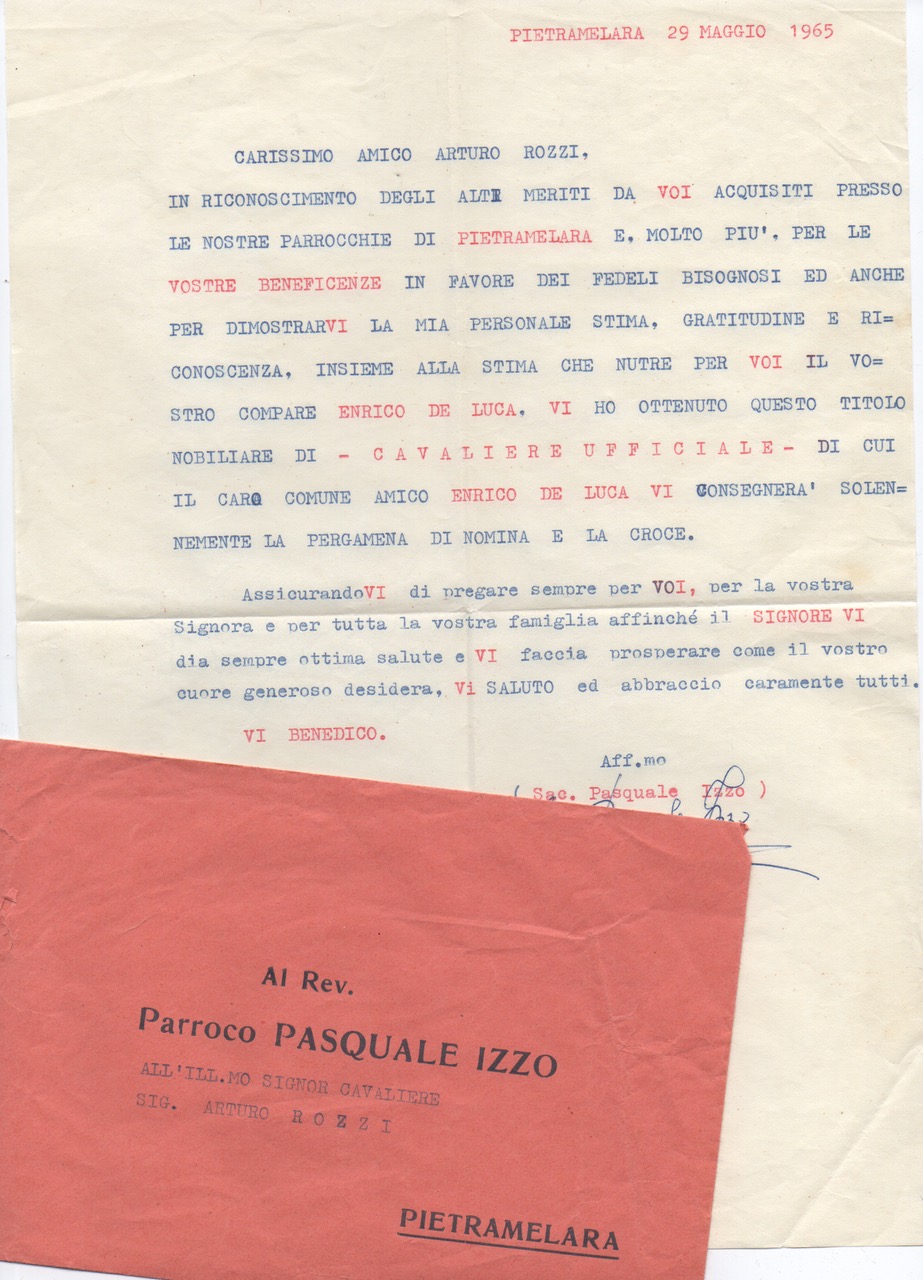 PIETRAMELARA 29 MAGGIO 1965
CARISSIMO AMICO ARTURO ROZZI,
IN RICONOSCIMENTO DEGLI ALTI MERITI DA VOI ACQUISITI PRESSO
LE NOSTRE PARROCCHIE DI PIETRAMELARA E, MOLTO PIU', PER LE
VOSTRE BENEFICENZE IN FAVORE DEI FEDELI BISOGNOSI ED ANCHE
PER DIMOSTRARVI LA MIA PERSONALE STIMA, GRATITUDINE E RI=
CONOSCENZA, INSIEME ALLA STIMA CHE NUTRE PER VOI IL VO=
STRO COMPARE ENRICO DE LUCA, VI HO OTTENUTO QUESTO TITOLO
NOBILIARE DI - C A V A L I E R E U F F I C I A L E - DI CUI
IL CARO COMUNE AMICO ENRICO DE LUCA VI CONSEGNERA' SOLEN=
NEMENTE LA PERGAMENA DI NOMINA E LA CROCE.
AssicurandoVI di pregare sempre per VOI, per la vostra
Signora e per tutta la vostra famiglia affinché il SIGNORE VI
dia sempre ottima salute e VI faccia prosperare come il vostro
cuore generoso desidera, Vi SALUTO ed abbraccio caramente tutti.
VI BENEDICO.
Aff.mo
( Sac. Pasquale Izzo )
Al Rev.
Parroco PASQUALE IZZO
ALL'ILL.MO SIGNOR CAVALIERE
SIG. ARTURO R O Z Z I
PIETRAMELARA